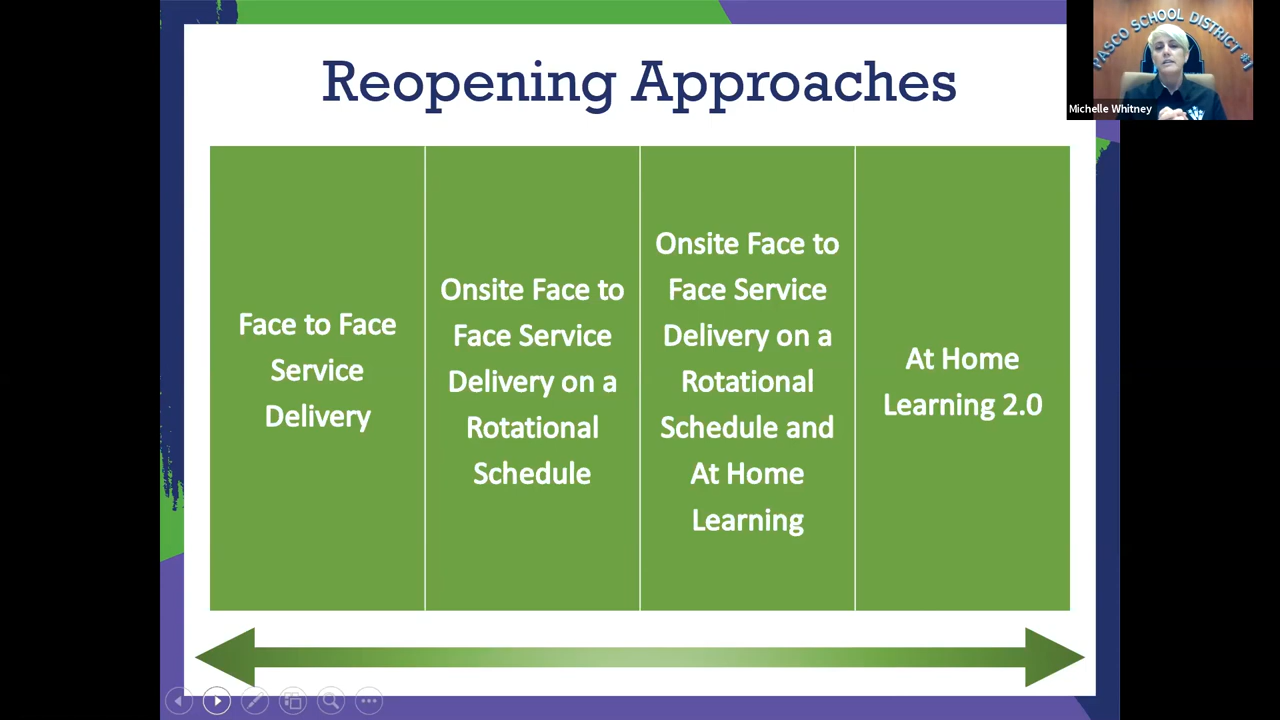 Reopening Approaches
PASCO SCHOOL DISTRICT #1
Michelle Whitney
Face to Face
Service
Delivery
Onsite Face to
Face Service
Delivery on a
Rotational
Schedule
Onsite Face to
Face Service
Delivery on a
Rotational
Schedule and
At Home
Learning
At Home
Learning 2.0